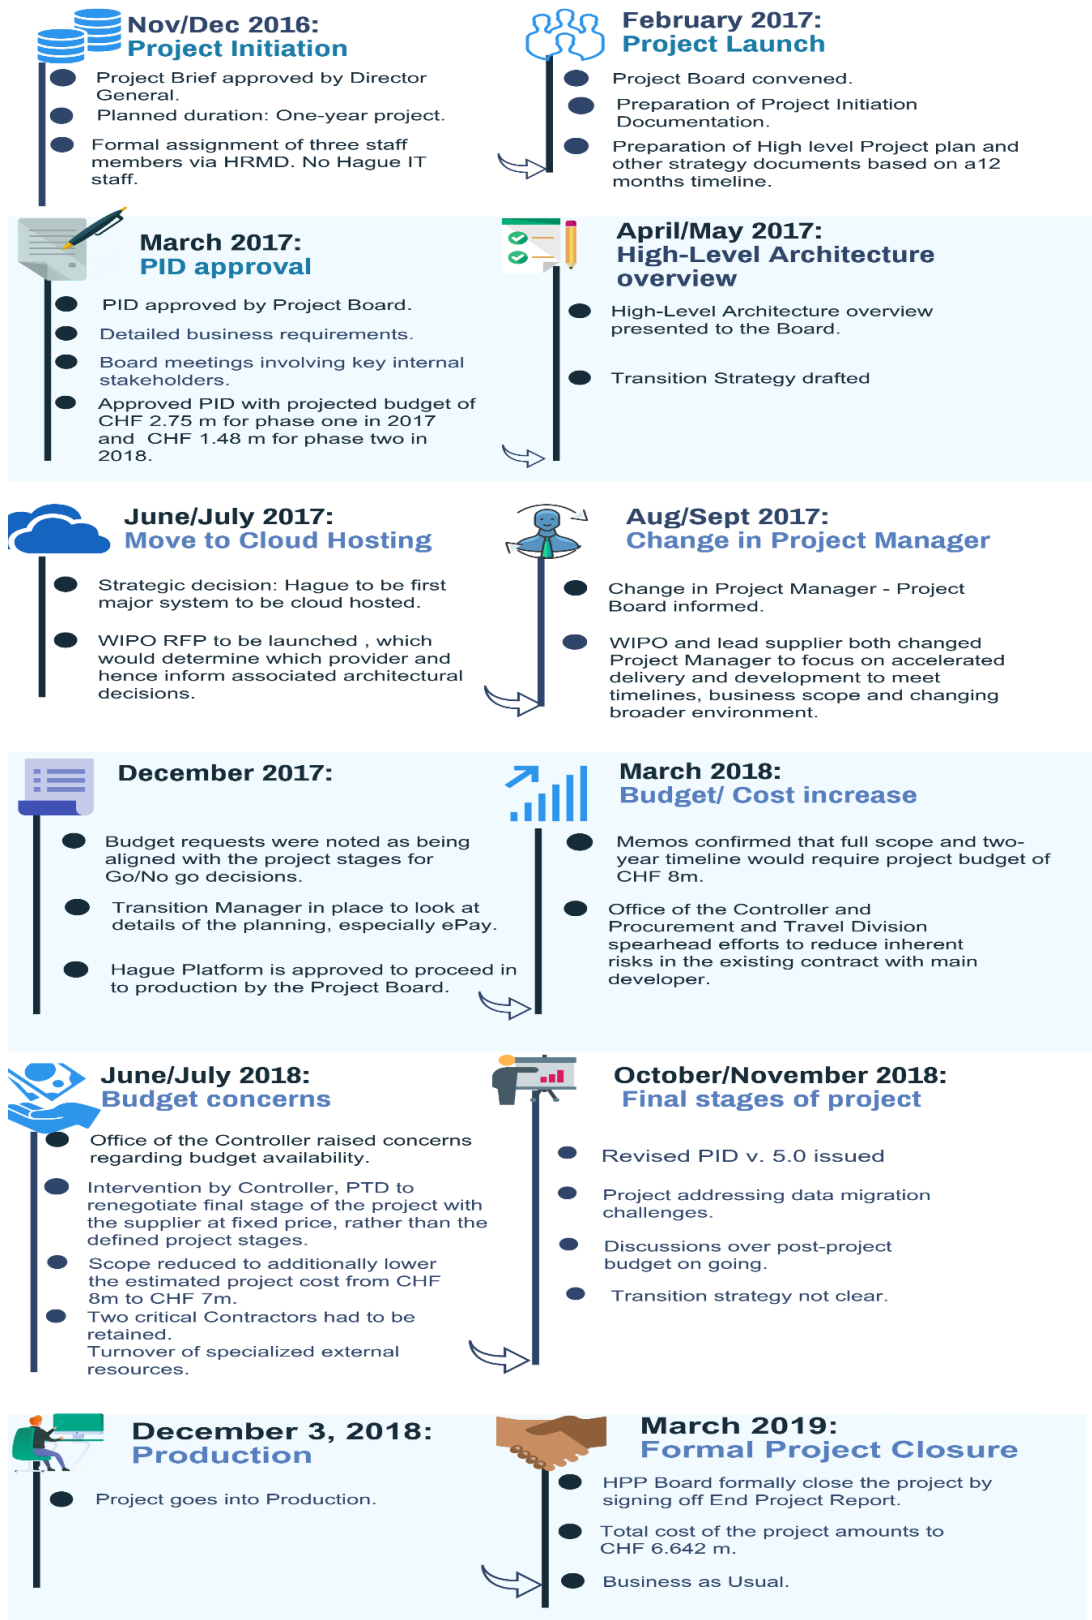 Nov/Dec 2016:
Project Initiation
Project Brief approved by Director
General.
Planned duration: One-year project.
Formal assignment of three staff
members via HRMD. No Hague IT
staff.
February 2017:
Project Launch
Project Board convened.
Preparation of Project Initiation
Documentation.
Preparation of High level Project plan and
other strategy documents based on a12
months timeline.
March 2017:
PID approval
PID approved by Project Board.
Detailed business requirements.
Board meetings involving key internal
stakeholders.
Approved PID with projected budget of
CHF 2.75 m for phase one in 2017
and CHF 1.48 m for phase two in
2018.
April/May 2017:
High-Level Architecture
overview
High-Level Architecture overview
presented to the Board.
Transition Strategy drafted
June/July 2017:
Move to Cloud Hosting
Strategic decision: Hague to be first
major system to be cloud hosted.
WIPO RFP to be launched , which
would determine which provider and
hence inform associated architectural
decisions.
Aug/Sept 2017:
Change in Project Manager
Change in Project Manager - Project
Board informed.
WIPO and lead supplier both changed
Project Manager to focus on accelerated
delivery and development to meet
timelines, business scope and changing
broader environment.
December 2017:
Budget requests were noted as being
aligned with the project stages for
Go/No go decisions.
Transition Manager in place to look at
details of the planning, especially ePay.
Hague Platform is approved to proceed in
to production by the Project Board.
March 2018:
Budget/ Cost increase
Memos confirmed that full scope and two-
year timeline would require project budget of
CHF 8m.
Office of the Controller and
Procurement and Travel Division
spearhead efforts to reduce inherent
risks in the existing contract with main
developer.
June/July 2018:
Budget concerns
Office of the Controller raised concerns
regarding budget availability.
Intervention by Controller, PTD to
renegotiate final stage of the project with
the supplier at fixed price, rather than the
defined project stages.
Scope reduced to additionally lower
the estimated project cost from CHF
8m to CHF 7m.
Two critical Contractors had to be
retained.
Turnover of specialized external
resources.
October/November 2018:
Final stages of project
Revised PID v. 5.0 issued
Project addressing data migration
challenges.
Discussions over post-project
budget on going.
Transition strategy not clear.
December 3, 2018:
Production
Project goes into Production.
March 2019:
Formal Project Closure
HPP Board formally close the project by
signing off End Project Report.
Total cost of the project amounts to
CHF 6.642 m.
Business as Usual.